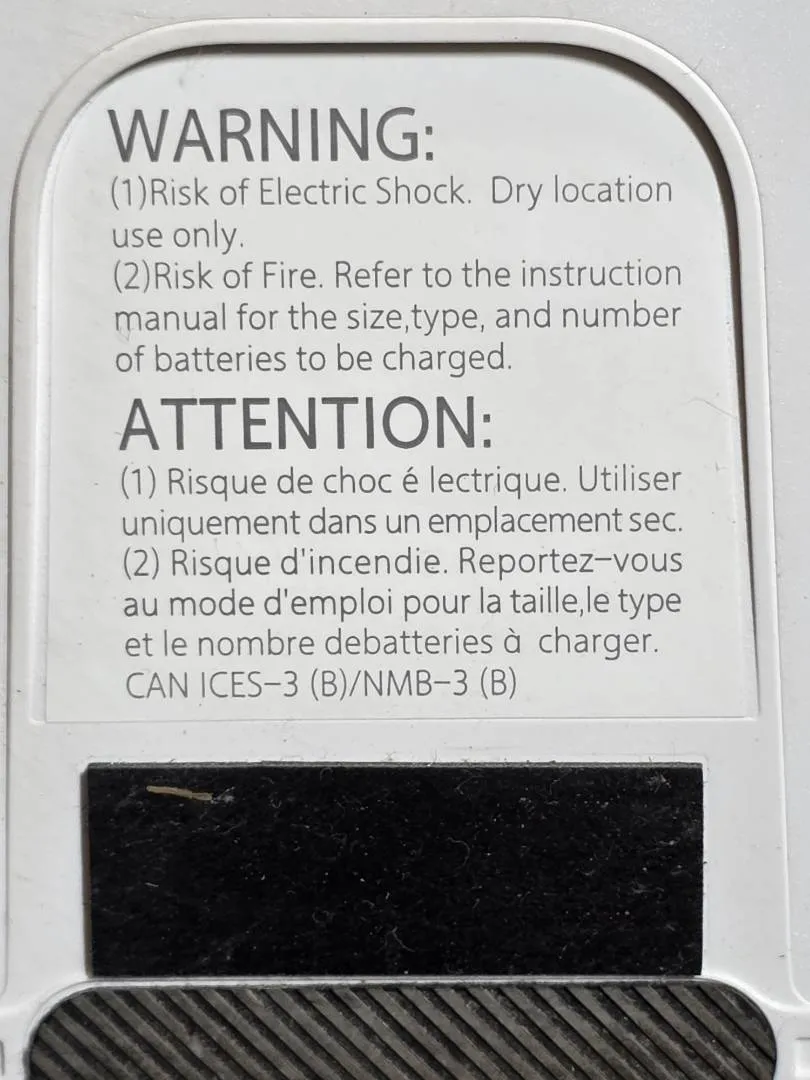 WARNING:
(1)Risk of Electric Shock. Dry location
use only.
(2)Risk of Fire. Refer to the instruction
manual for the size,type, and number
of batteries to be charged.
ATTENTION:
(1) Risque de choc é lectrique. Utiliser
uniquement dans un emplacement sec.
(2) Risque d'incendie. Reportez-vous
au mode d'emploi pour la taille,le type
et le nombre debatteries à charger.
CAN ICES-3 (B)/NMB-3 (B)